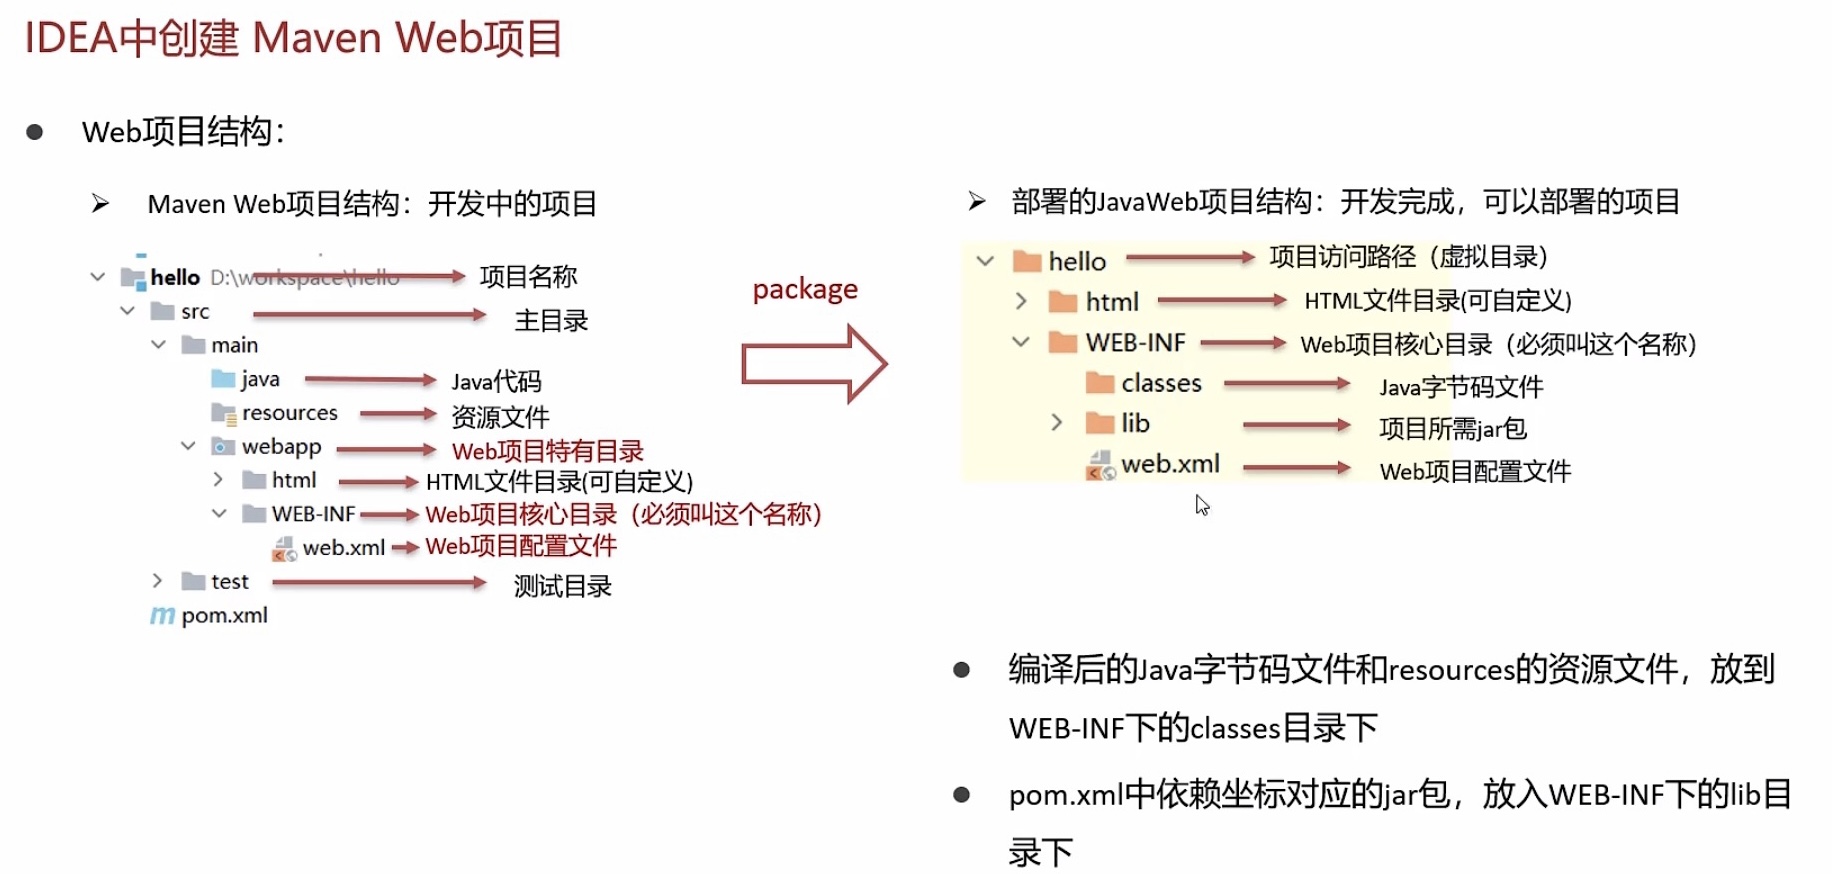 IDEA中创建 Maven Web项目
Web项目结构：
Maven Web项目结构：开发中的项目
hello D:\workspace\hello 项目名称
src 主目录
main
java Java代码
resources 资源文件
webapp Web项目特有目录
html HTML文件目录(可自定义)
WEB-INF Web项目核心目录（必须叫这个名称）
web.xml Web项目配置文件
test 测试目录
pom.xml
package
部署的JavaWeb项目结构：开发完成，可以部署的项目
hello 项目访问路径（虚拟目录）
html HTML文件目录(可自定义)
WEB-INF Web项目核心目录（必须叫这个名称）
classes Java字节码文件
lib 项目所需jar包
web.xml Web项目配置文件
编译后的Java字节码文件和resources的资源文件，放到
WEB-INF下的classes目录下
pom.xml中依赖坐标对应的jar包，放入WEB-INF下的lib目
录下